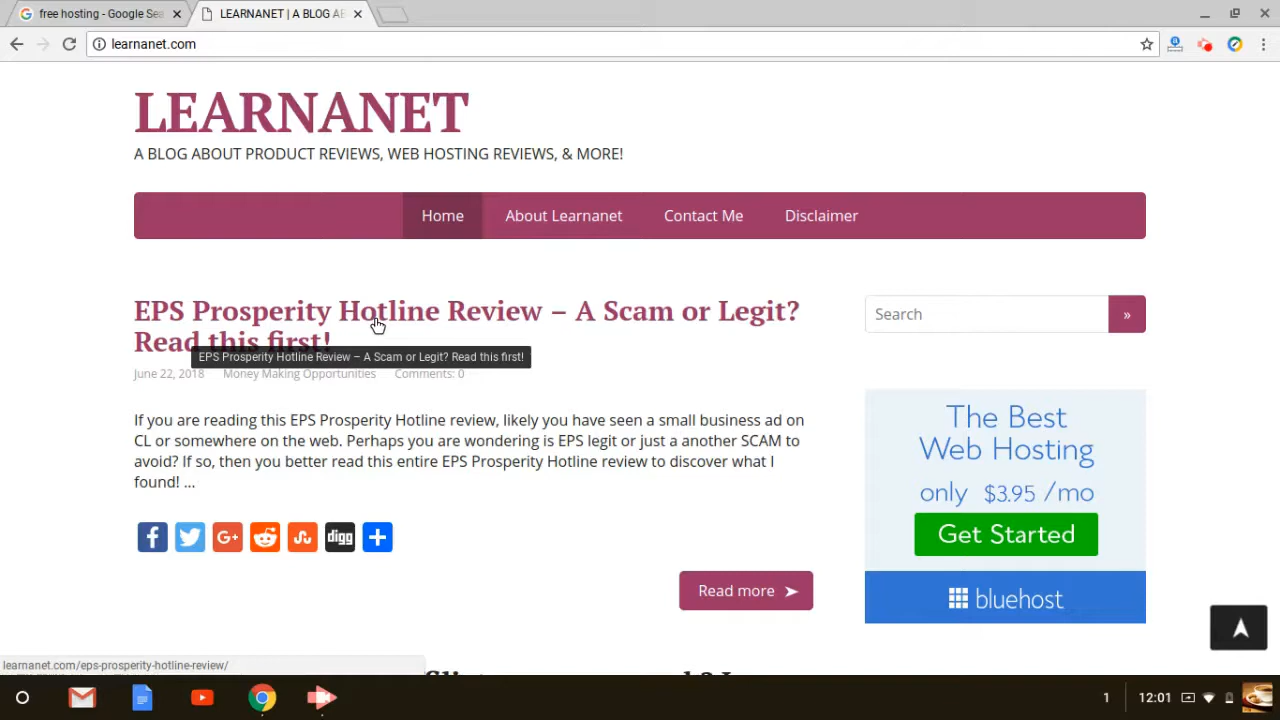 free hosting - Google Sea
LEARNANET | A BLOG AB
learnanet.com
LEARNANET
A BLOG ABOUT PRODUCT REVIEWS, WEB HOSTING REVIEWS, & MORE!
Home
About Learnanet
Contact Me
Disclaimer
EPS Prosperity Hotline Review – A Scam or Legit?
Read this first!
EPS Prosperity Hotline Review – A Scam or Legit? Read this first!
June 22, 2018
Money Making Opportunities
Comments: 0
If you are reading this EPS Prosperity Hotline review, likely you have seen a small business ad on
CL or somewhere on the web. Perhaps you are wondering is EPS legit or just a another SCAM to
avoid? If so, then you better read this entire EPS Prosperity Hotline review to discover what I
found! ...
digg
Read more
Search
»
The Best
Web Hosting
only $3.95 /mo
Get Started
bluehost
learnanet.com/eps-prosperity-hotline-review/
1
12:01